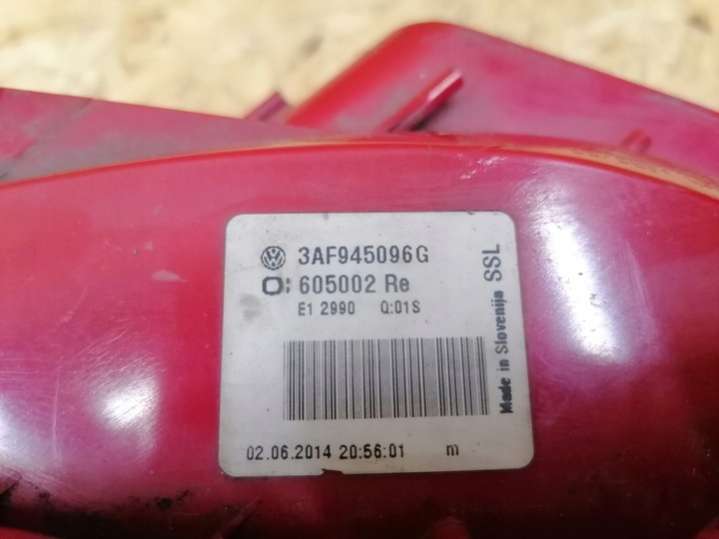 3AF945096G
605002 Re
E1 2990 Q:01S
02.06.2014 20:56:01 m
Made in Slovenija SSL